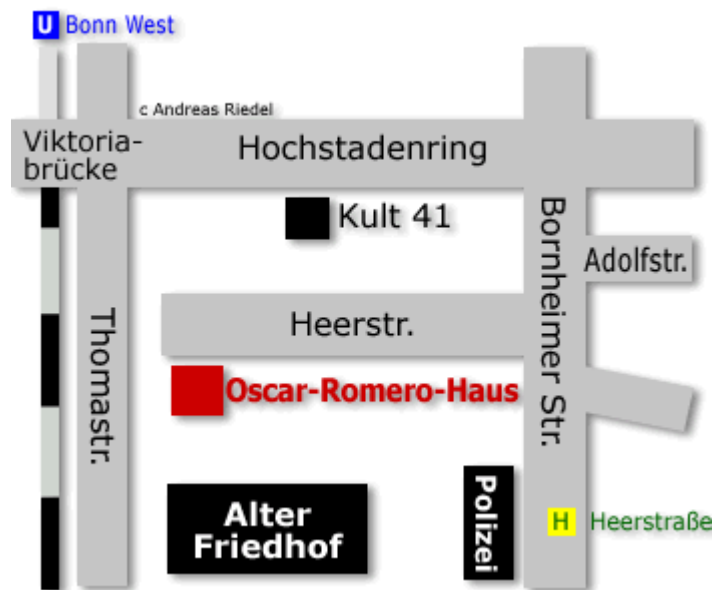 U Bonn West
c Andreas Riedel
Viktoria-
brücke
Hochstadenring
Kult 41
Bornheimer Str.
Adolfstr.
Thomastr.
Heerstr.
Oscar-Romero-Haus
Alter
Friedhof
Polizei
H Heerstraße